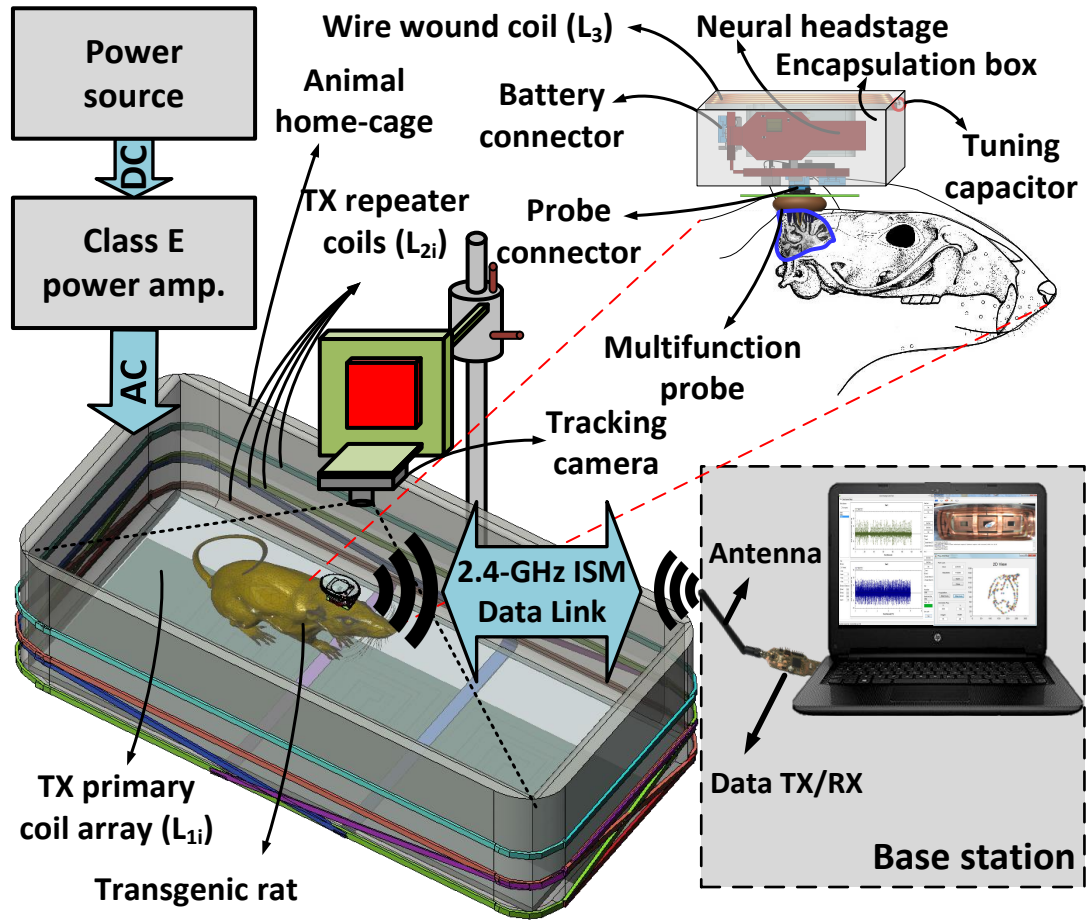 Power
source
DC
Class E
power amp.
AC
Animal
home-cage
TX repeater
coils (L2i)
Wire wound coil (L3)
Neural headstage
Encapsulation box
Battery
connector
Tuning
capacitor
Probe
connector
Multifunction
probe
Tracking
camera
2.4-GHz ISM
Data Link
Antenna
3D View
hp
Data TX/RX
Base station
TX primary
coil array (L1i)
Transgenic rat